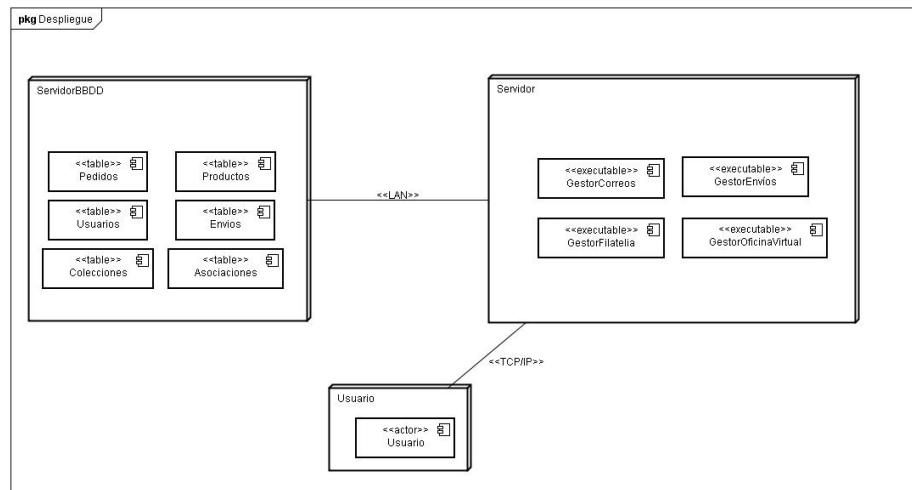 pkg Despliegue
ServidorBBDD
<<table>>
Pedidos
<<table>>
Productos
<<table>>
Usuarios
<<table>>
Envios
<<table>>
Colecciones
<<table>>
Asociaciones
<<LAN>>
Servidor
<<executable>>
GestorCorreos
<<executable>>
GestorEnvíos
<<executable>>
GestorFilatelia
<<executable>>
GestorOficinaVirtual
<<TCP/IP>>
Usuario
<<actor>>
Usuario